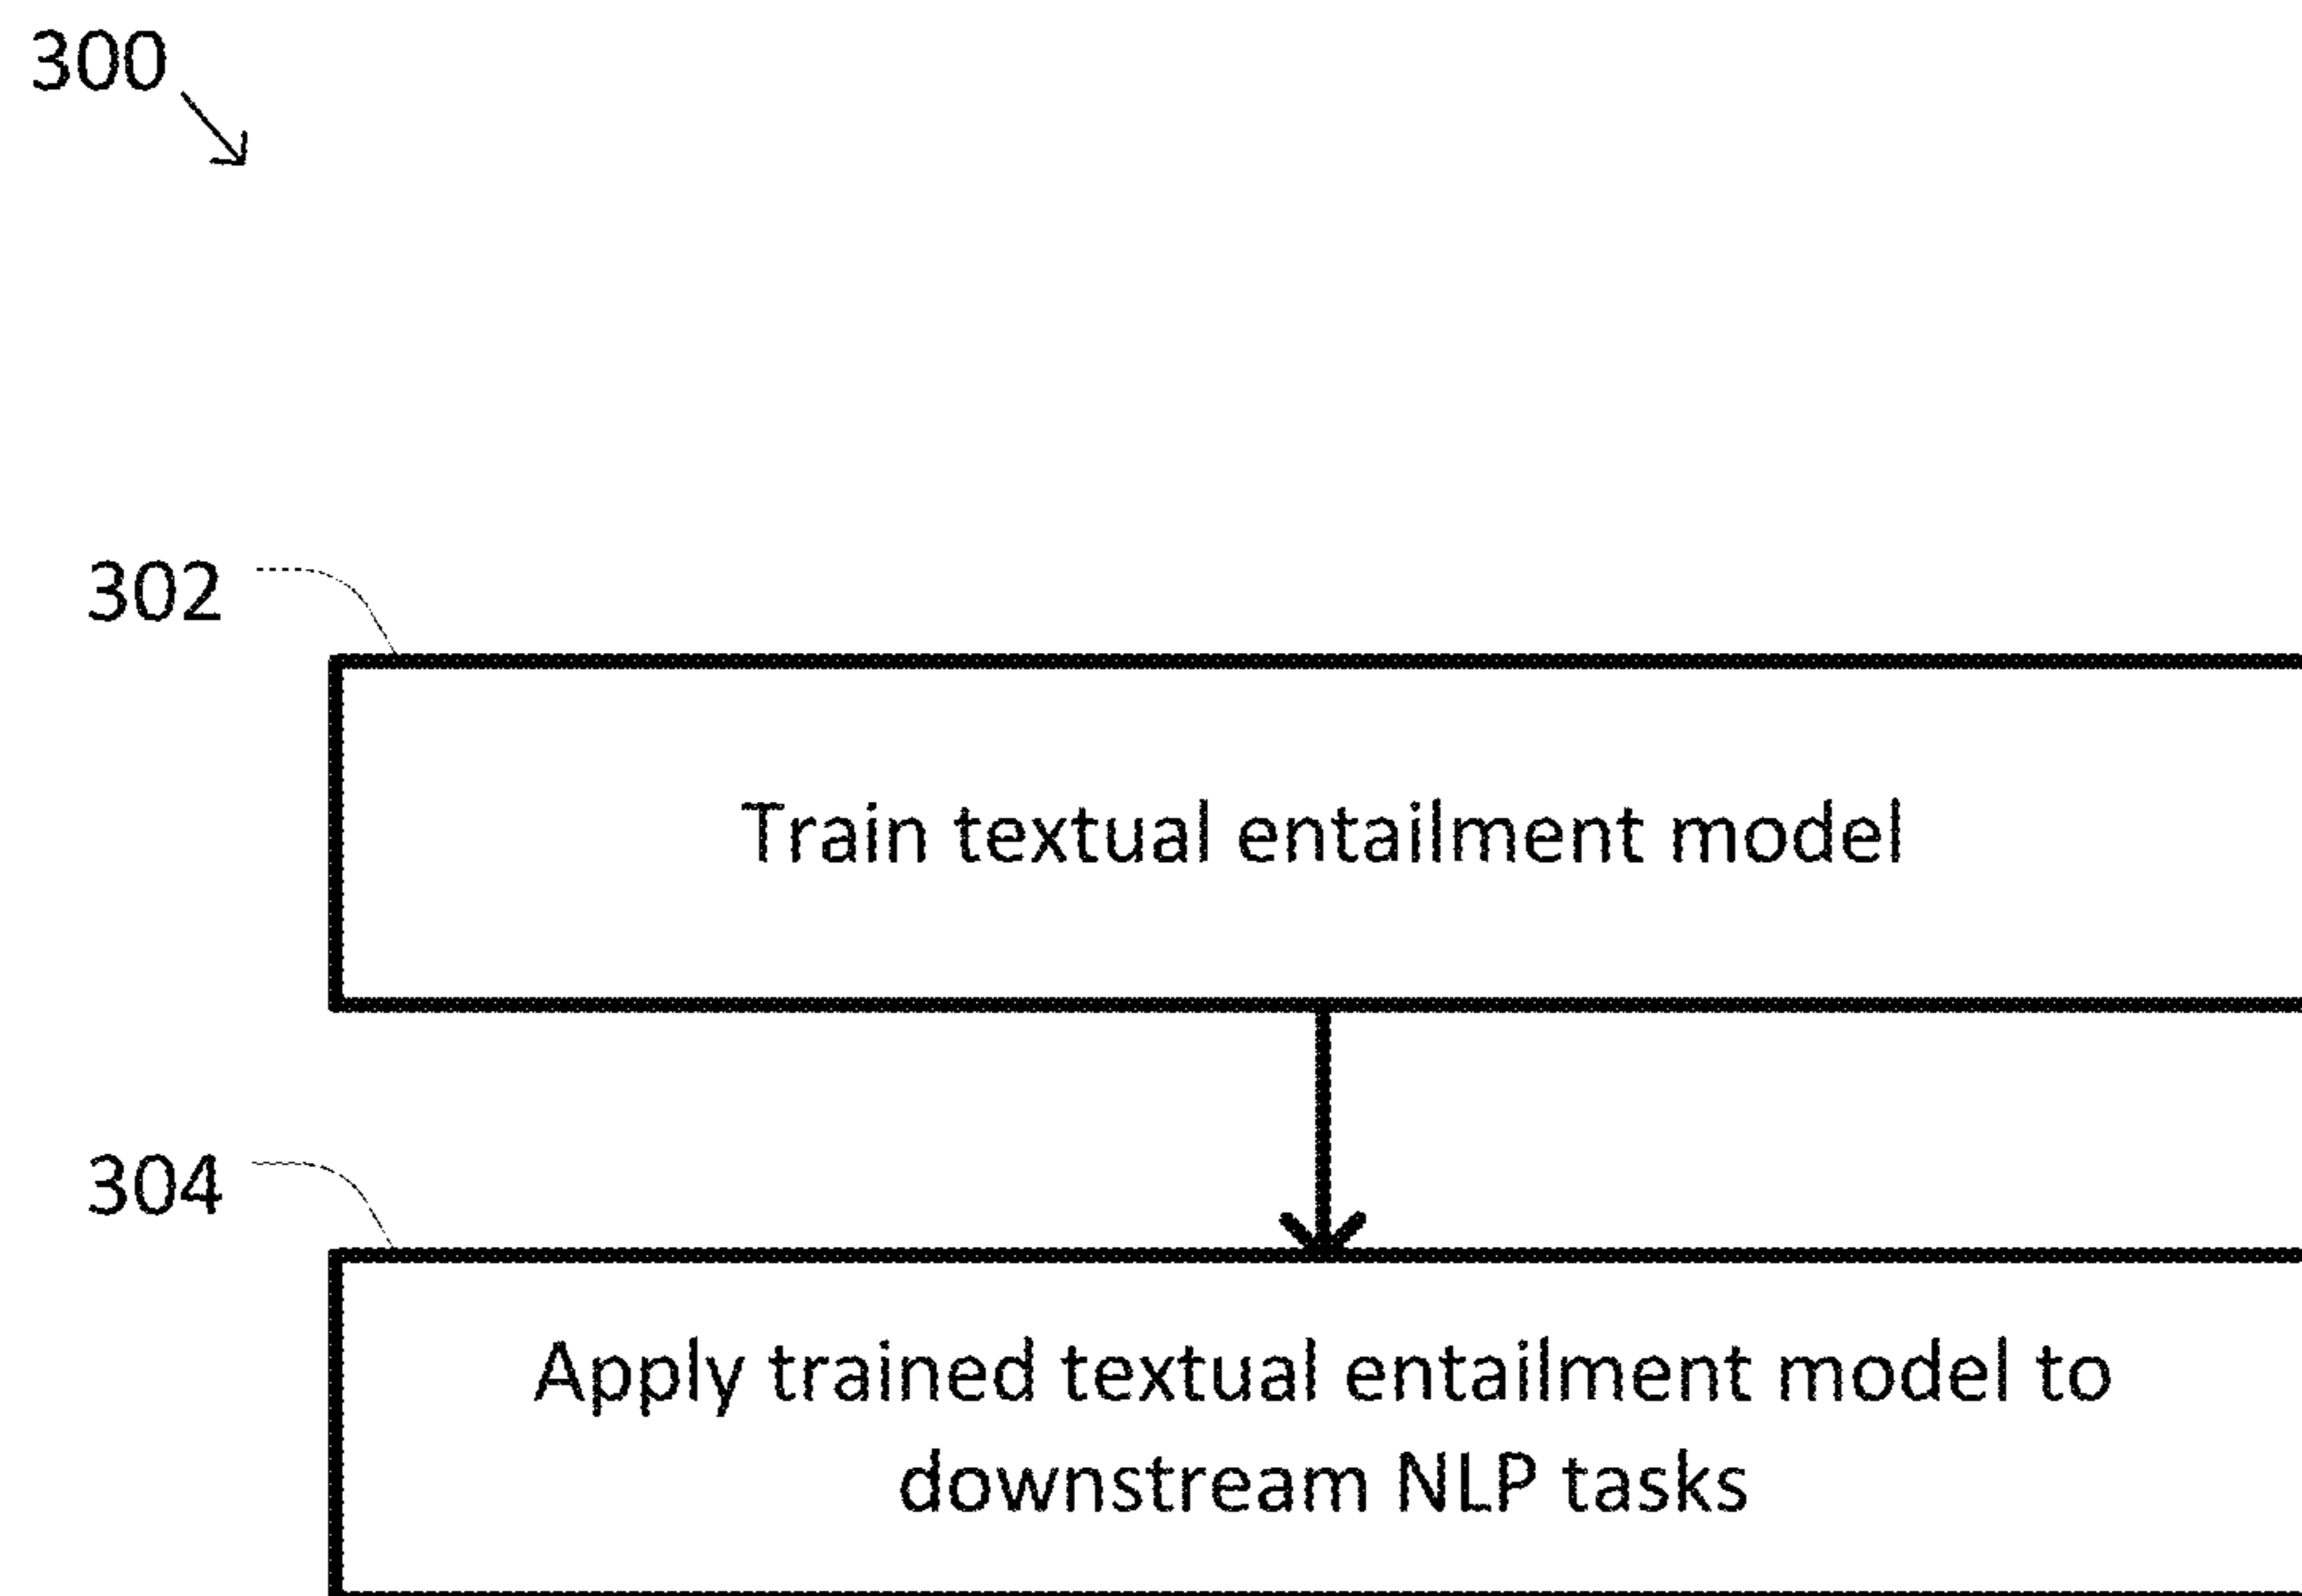 300
302
Train textual entailment model
304
Apply trained textual entailment model to
downstream NLP tasks